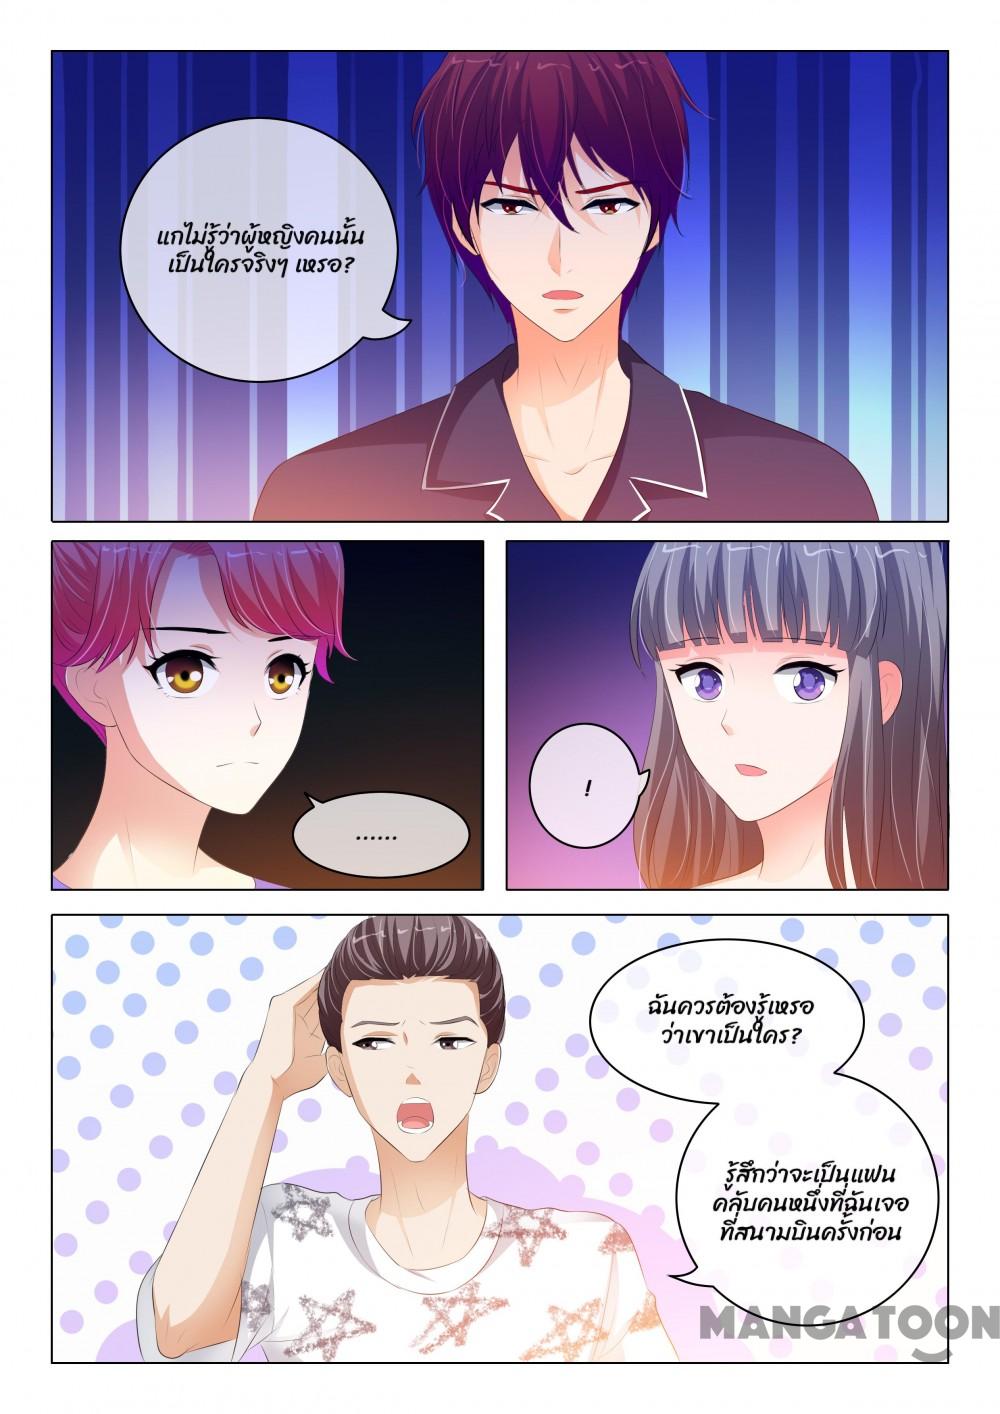 แกไม่รู้ว่าผู้หญิงคนนั้น
เป็นใครจริงๆ เหรอ?
......
!
ฉันควรต้องรู้เหรอ
ว่าเขาเป็นใคร?
รู้สึกว่าจะเป็นแฟน
คลับคนหนึ่งที่ฉันเจอ
ที่สนามบินครั้งก่อน
MANGATOON